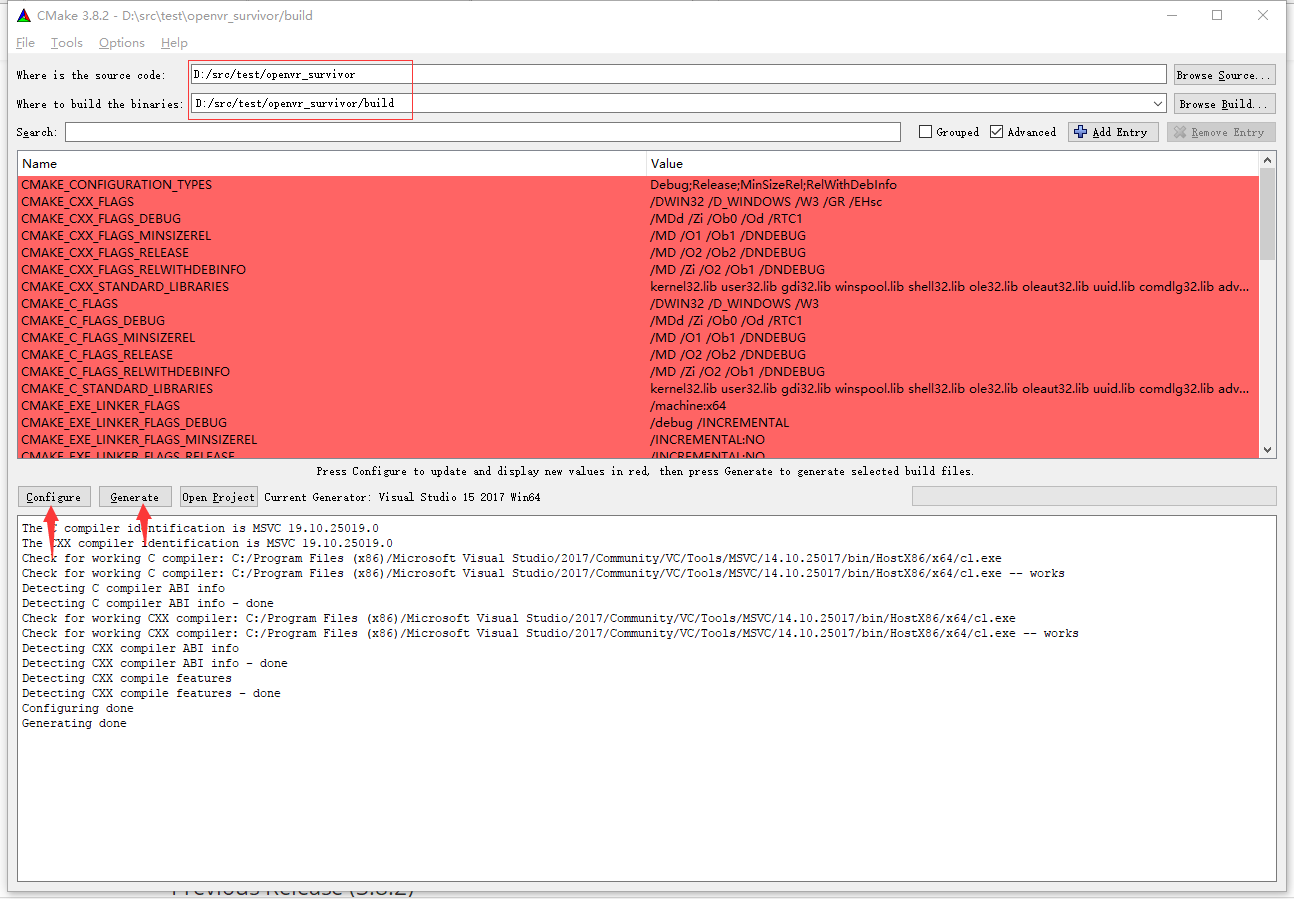 CMake 3.8.2 - D:\src\test\openvr_survivor/build
File Tools Options Help
Where is the source code: D:/src/test/openvr_survivor Browse Source...
Where to build the binaries: D:/src/test/openvr_survivor/build Browse Build...
Search: Grouped Advanced Add Entry Remove Entry
Name Value
CMAKE_CONFIGURATION_TYPES Debug;Release;MinSizeRel;RelWithDebInfo
CMAKE_CXX_FLAGS /DWIN32 /D_WINDOWS /W3 /GR /EHsc
CMAKE_CXX_FLAGS_DEBUG /MDd /Zi /Ob0 /Od /RTC1
CMAKE_CXX_FLAGS_MINSIZEREL /MD /O1 /Ob1 /DNDEBUG
CMAKE_CXX_FLAGS_RELEASE /MD /O2 /Ob2 /DNDEBUG
CMAKE_CXX_FLAGS_RELWITHDEBINFO /MD /Zi /O2 /Ob1 /DNDEBUG
CMAKE_CXX_STANDARD_LIBRARIES kernel32.lib user32.lib gdi32.lib winspool.lib shell32.lib ole32.lib oleaut32.lib uuid.lib comdlg32.lib adv...
CMAKE_C_FLAGS /DWIN32 /D_WINDOWS /W3
CMAKE_C_FLAGS_DEBUG /MDd /Zi /Ob0 /Od /RTC1
CMAKE_C_FLAGS_MINSIZEREL /MD /O1 /Ob1 /DNDEBUG
CMAKE_C_FLAGS_RELEASE /MD /O2 /Ob2 /DNDEBUG
CMAKE_C_FLAGS_RELWITHDEBINFO /MD /Zi /O2 /Ob1 /DNDEBUG
CMAKE_C_STANDARD_LIBRARIES kernel32.lib user32.lib gdi32.lib winspool.lib shell32.lib ole32.lib oleaut32.lib uuid.lib comdlg32.lib adv...
CMAKE_EXE_LINKER_FLAGS /machine:x64
CMAKE_EXE_LINKER_FLAGS_DEBUG /debug /INCREMENTAL
CMAKE_EXE_LINKER_FLAGS_MINSIZEREL /INCREMENTAL:NO
CMAKE_EXE_LINKER_FLAGS_RELEASE /INCREMENTAL:NO
Press Configure to update and display new values in red, then press Generate to generate selected build files.
Configure Generate Open Project Current Generator: Visual Studio 15 2017 Win64
The C compiler identification is MSVC 19.10.25019.0
The CXX compiler identification is MSVC 19.10.25019.0
Check for working C compiler: C:/Program Files (x86)/Microsoft Visual Studio/2017/Community/VC/Tools/MSVC/14.10.25017/bin/HostX86/x64/cl.exe
Check for working C compiler: C:/Program Files (x86)/Microsoft Visual Studio/2017/Community/VC/Tools/MSVC/14.10.25017/bin/HostX86/x64/cl.exe -- works
Detecting C compiler ABI info
Detecting C compiler ABI info - done
Check for working CXX compiler: C:/Program Files (x86)/Microsoft Visual Studio/2017/Community/VC/Tools/MSVC/14.10.25017/bin/HostX86/x64/cl.exe
Check for working CXX compiler: C:/Program Files (x86)/Microsoft Visual Studio/2017/Community/VC/Tools/MSVC/14.10.25017/bin/HostX86/x64/cl.exe -- works
Detecting CXX compiler ABI info
Detecting CXX compiler ABI info - done
Detecting CXX compile features
Detecting CXX compile features - done
Configuring done
Generating done
Previous Release (3.8.2)